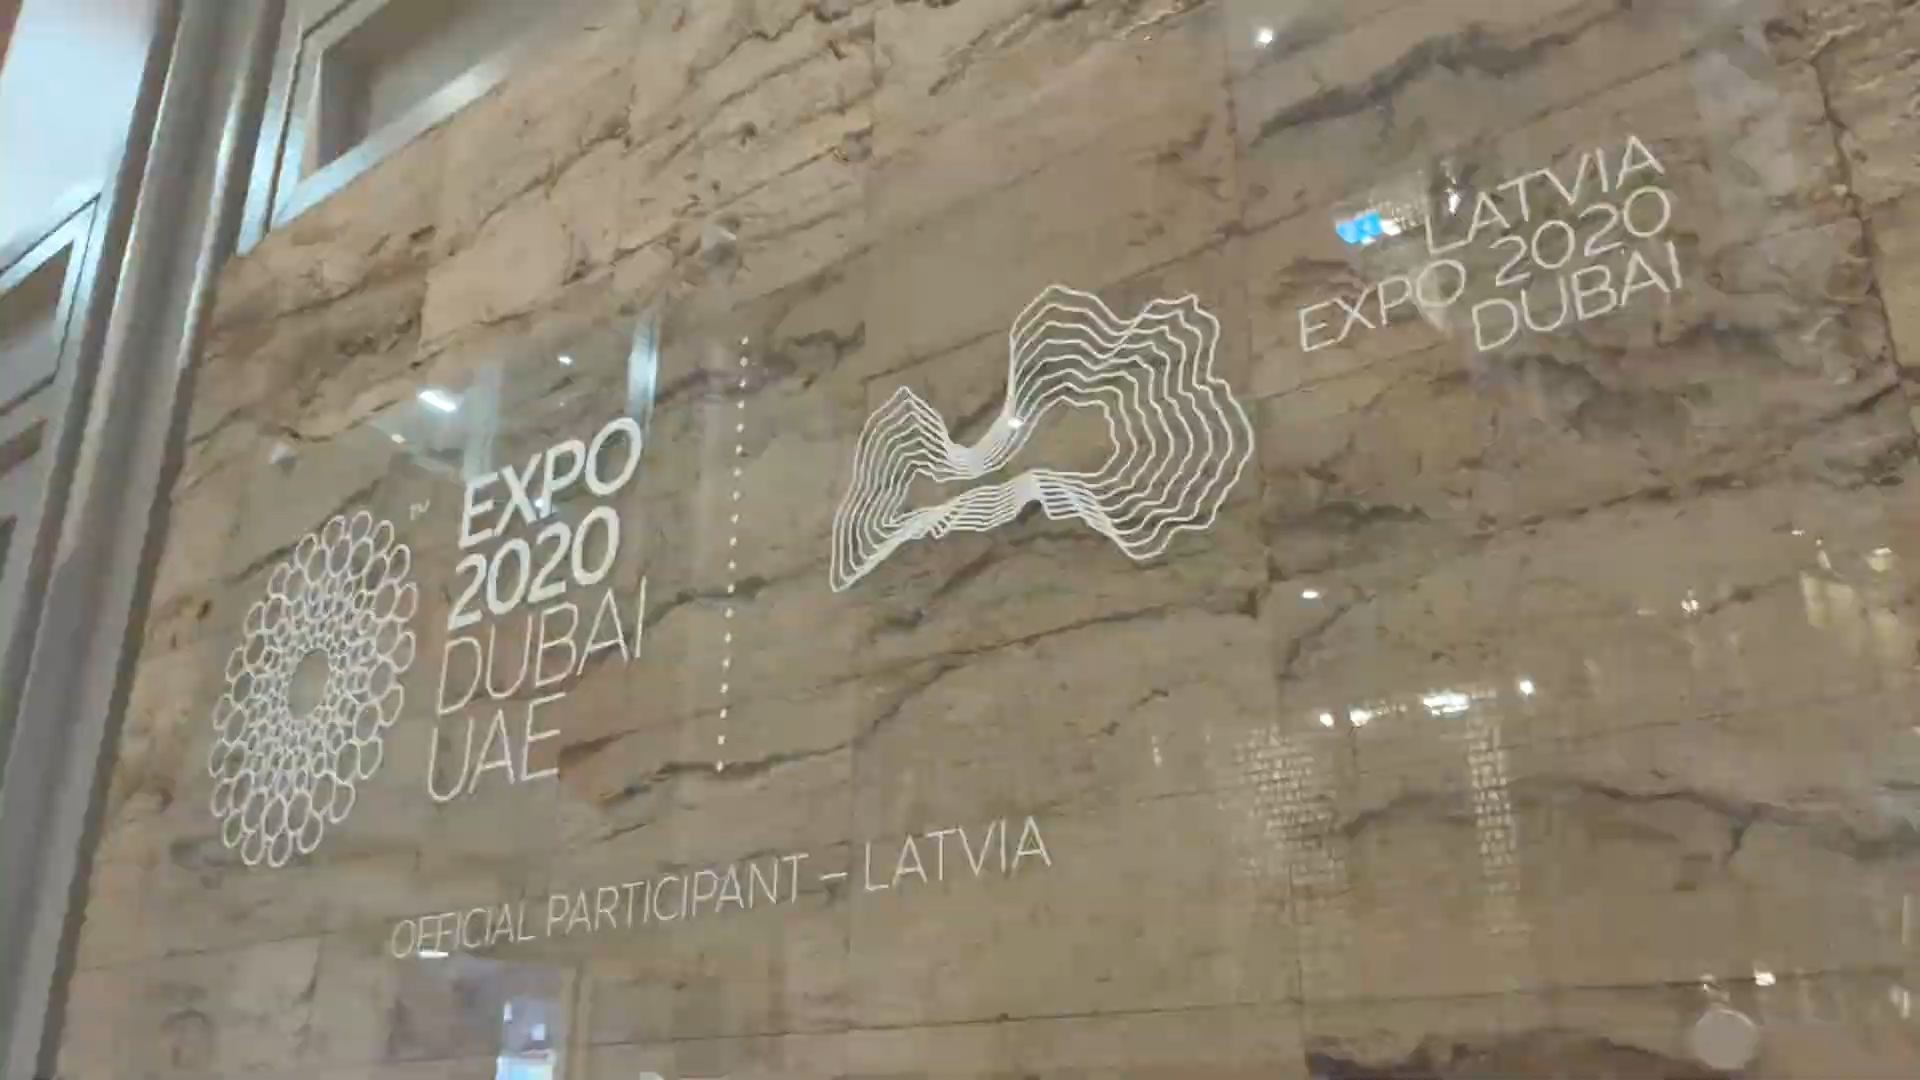 EXPO
2020
DUBAI
UAE
LATVIA
EXPO 2020
DUBAI
OFFICIAL PARTICIPANT – LATVIA